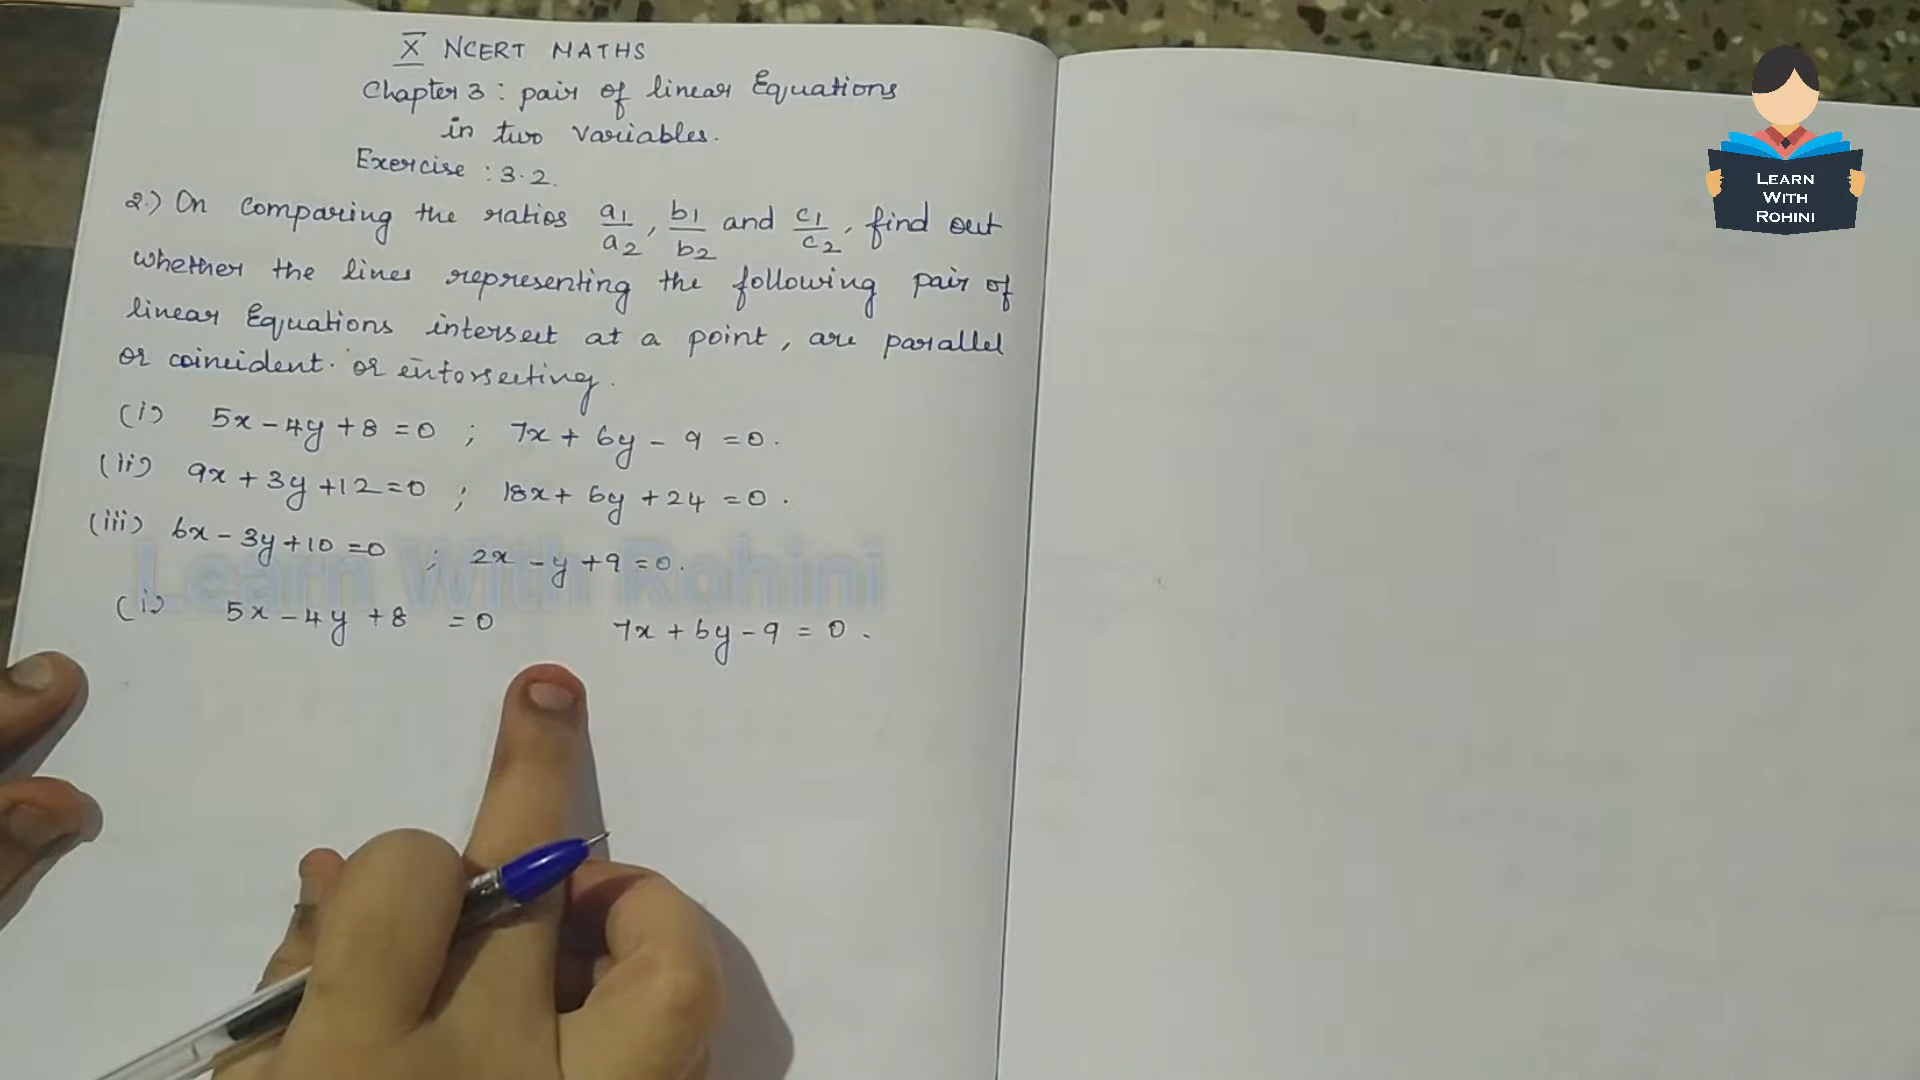 X NCERT MATHS
Chapter 3 : pair of linear Equations
in two variables.
Exercise : 3.2.
2.) On comparing the ratios a1/a2, b1/b2 and c1/c2, find out
whether the lines representing the following pair of
linear Equations intersect at a point, are parallel
or coincident. or intersecting.
(i) 5x - 4y + 8 = 0 ; 7x + 6y - 9 = 0.
(ii) 9x + 3y + 12 = 0 ; 18x + 6y + 24 = 0.
(iii) 6x - 3y + 10 = 0 ; 2x - y + 9 = 0.
(i) 5x - 4y + 8 = 0 7x + 6y - 9 = 0.
Learn With Rohini
LEARN
WITH
ROHINI